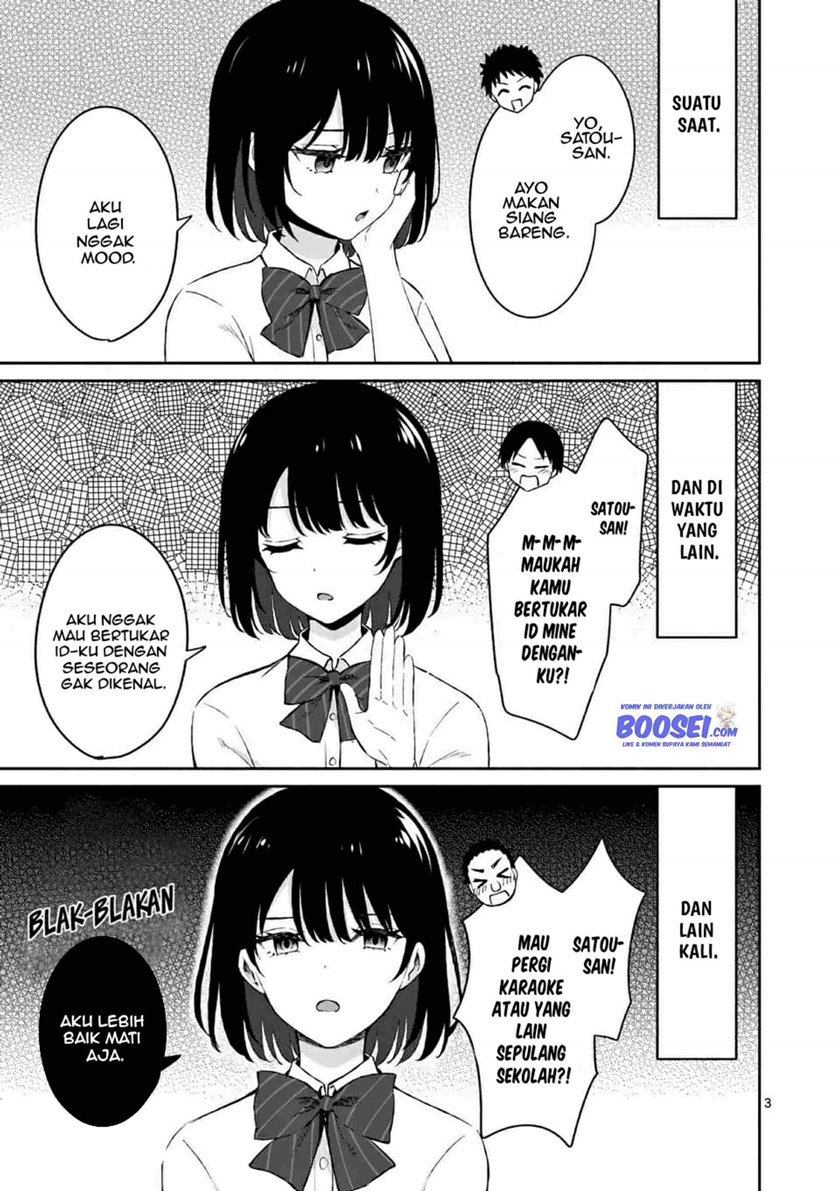 SUATU
SAAT.
YO,
SATOU-
SAN.
AYO
MAKAN
SIANG
BARENG.
AKU
LAGI
NGGAK
MOOD.
DAN DI
WAKTU
YANG
LAIN.
SATOU-
SAN!
M-M-M-
MAUKAH
KAMU
BERTUKAR
ID MINE
DENGAN-
KU?!
AKU NGGAK
MAU BERTUKAR
ID-KU DENGAN
SESEORANG
GAK DIKENAL.
KOMIK INI DIKERJAKAN OLEH
BOOSEI.COM
LIKE & KOMEN SUPAYA KAMI SEMANGAT
DAN
LAIN
KALI.
SATOU-
SAN!
MAU
PERGI
KARAOKE
ATAU YANG
LAIN
SEPULANG
SEKOLAH?!
BLAK-BLAKAN
AKU LEBIH
BAIK MATI
AJA.
3